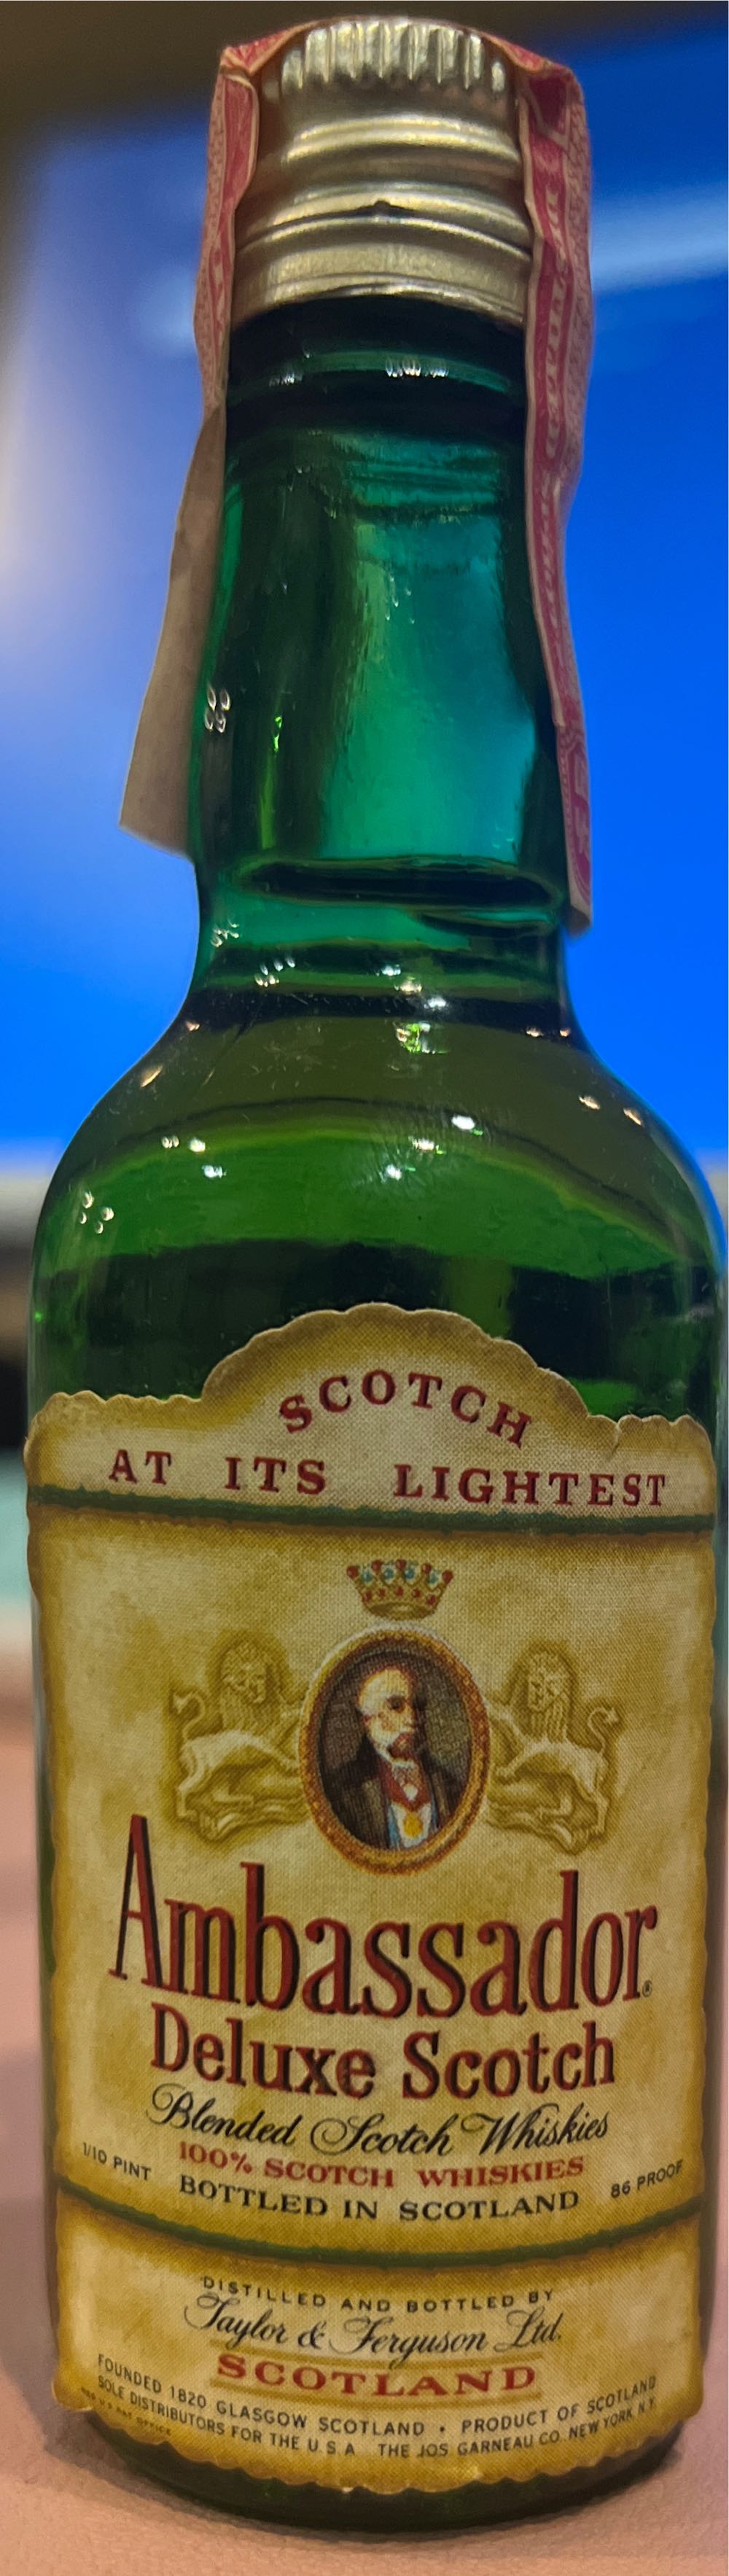 SCOTCH
AT ITS LIGHTEST
Ambassador®
Deluxe Scotch
Blended Scotch Whiskies
100% SCOTCH WHISKIES
1/10 PINT BOTTLED IN SCOTLAND 86 PROOF
DISTILLED AND BOTTLED BY
Taylor & Ferguson Ltd.
SCOTLAND
FOUNDED 1820 GLASGOW SCOTLAND • PRODUCT OF SCOTLAND
SOLE DISTRIBUTORS FOR THE U.S.A THE JOS GARNEAU CO. NEW YORK N.Y.